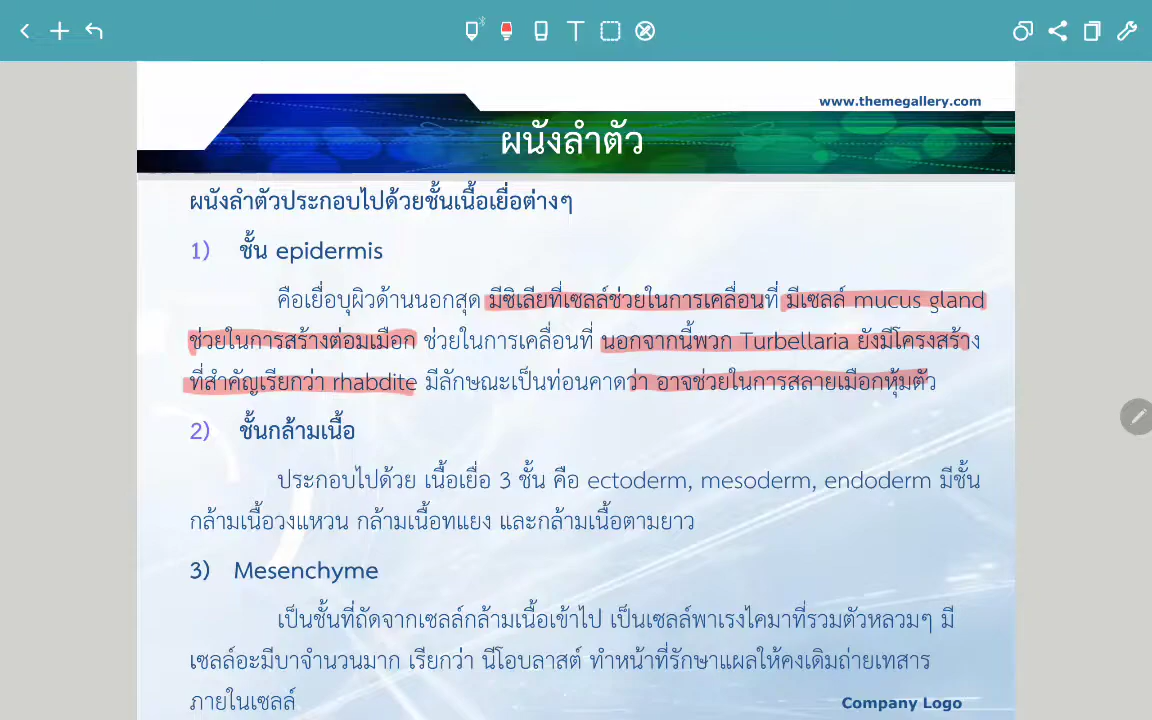 www.themegallery.com
ผนังลำตัว
ผนังลำตัวประกอบไปด้วยชั้นเนื้อเยื่อต่างๆ
1) ชั้น epidermis
คือเยื่อบุผิวด้านนอกสุด มีซิเลียที่เซลล์ช่วยในการเคลื่อนที่ มีเซลล์ mucus gland
ช่วยในการสร้างต่อมเมือก ช่วยในการเคลื่อนที่ นอกจากนี้พวก Turbellaria ยังมีโครงสร้าง
ที่สำคัญเรียกว่า rhabdite มีลักษณะเป็นท่อนคาดว่า อาจช่วยในการสลายเมือกหุ้มตัว
2) ชั้นกล้ามเนื้อ
ประกอบไปด้วย เนื้อเยื่อ 3 ชั้น คือ ectoderm, mesoderm, endoderm มีชั้น
กล้ามเนื้อวงแหวน กล้ามเนื้อทแยง และกล้ามเนื้อตามยาว
3) Mesenchyme
เป็นชั้นที่ถัดจากเซลล์กล้ามเนื้อเข้าไป เป็นเซลล์พาเรงไคมาที่รวมตัวหลวมๆ มี
เซลล์อะมีบาจำนวนมาก เรียกว่า นีโอบลาสต์ ทำหน้าที่รักษาแผลให้คงเดิมถ่ายเทสาร
ภายในเซลล์
Company Logo